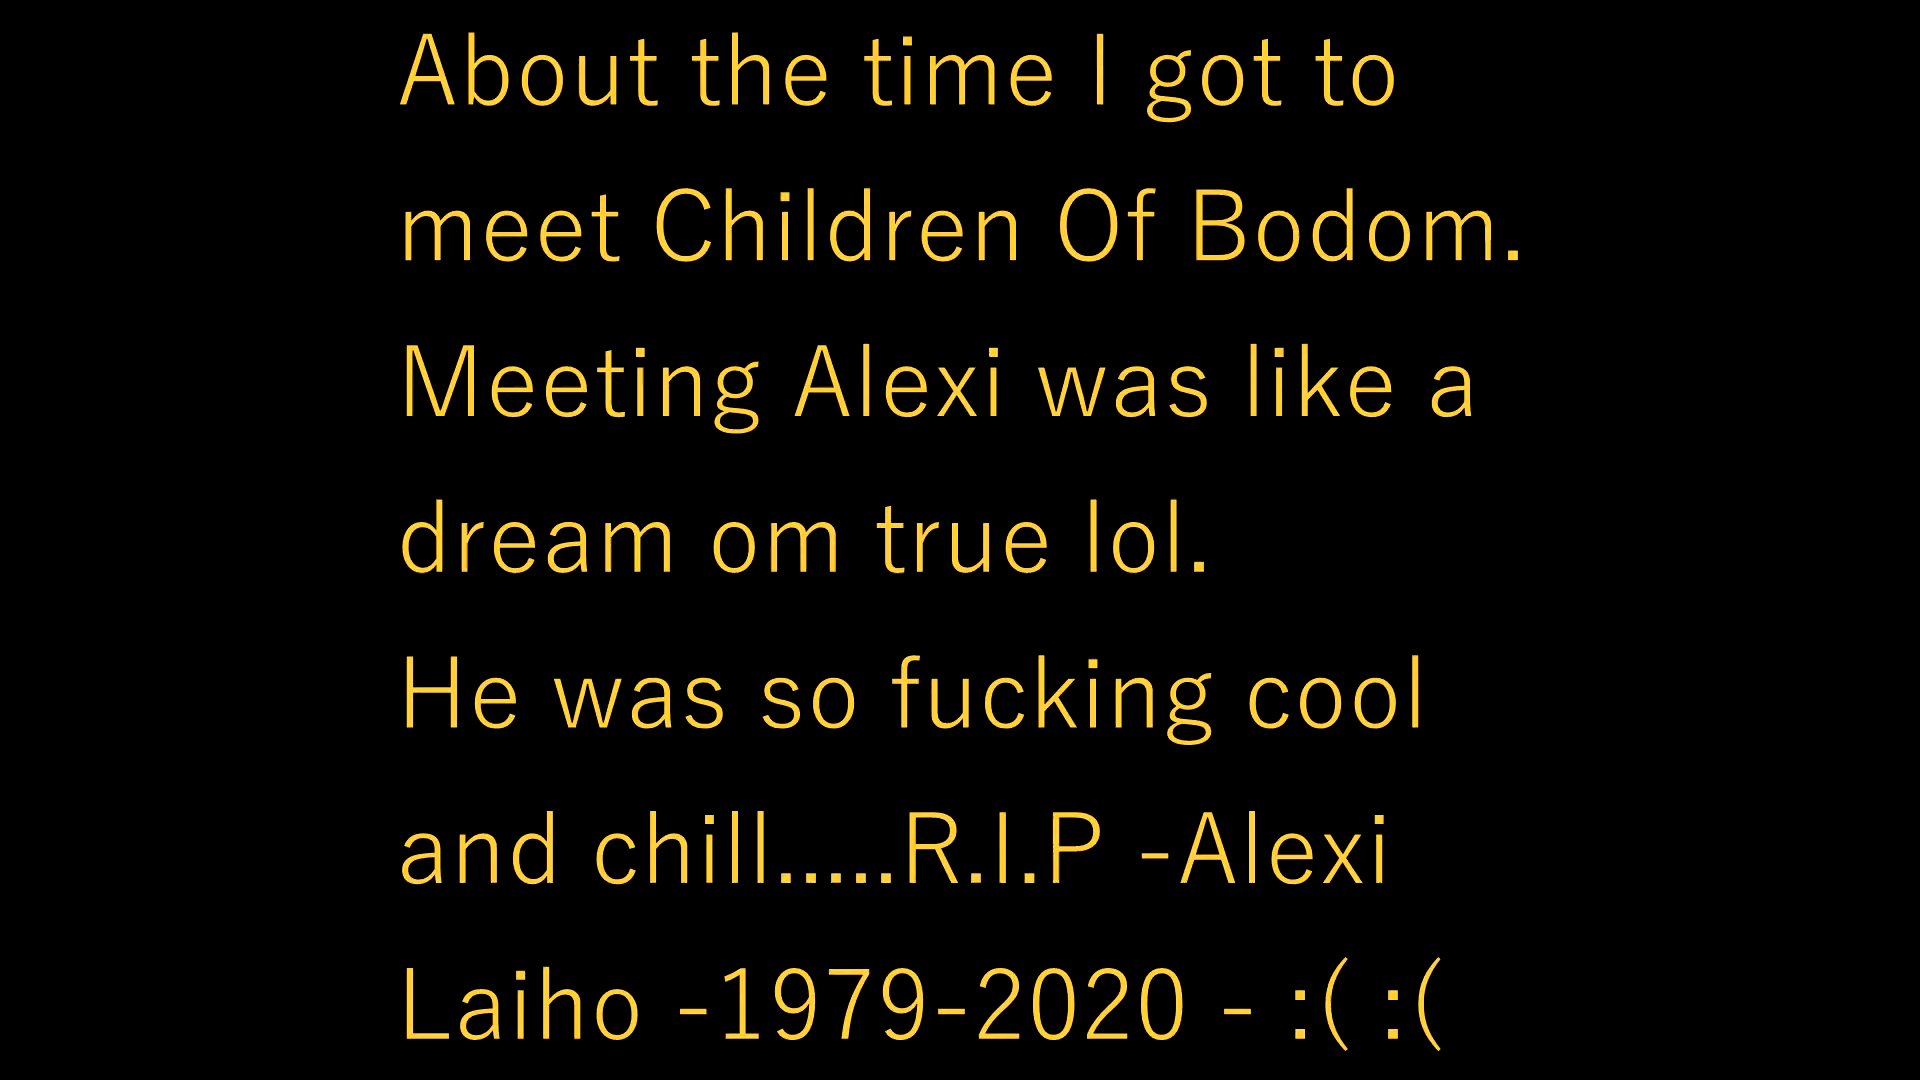 About the time I got to
meet Children Of Bodom.
Meeting Alexi was like a
dream om true lol.
He was so fucking cool
and chill.....R.I.P -Alexi
Laiho -1979-2020 - :( :(